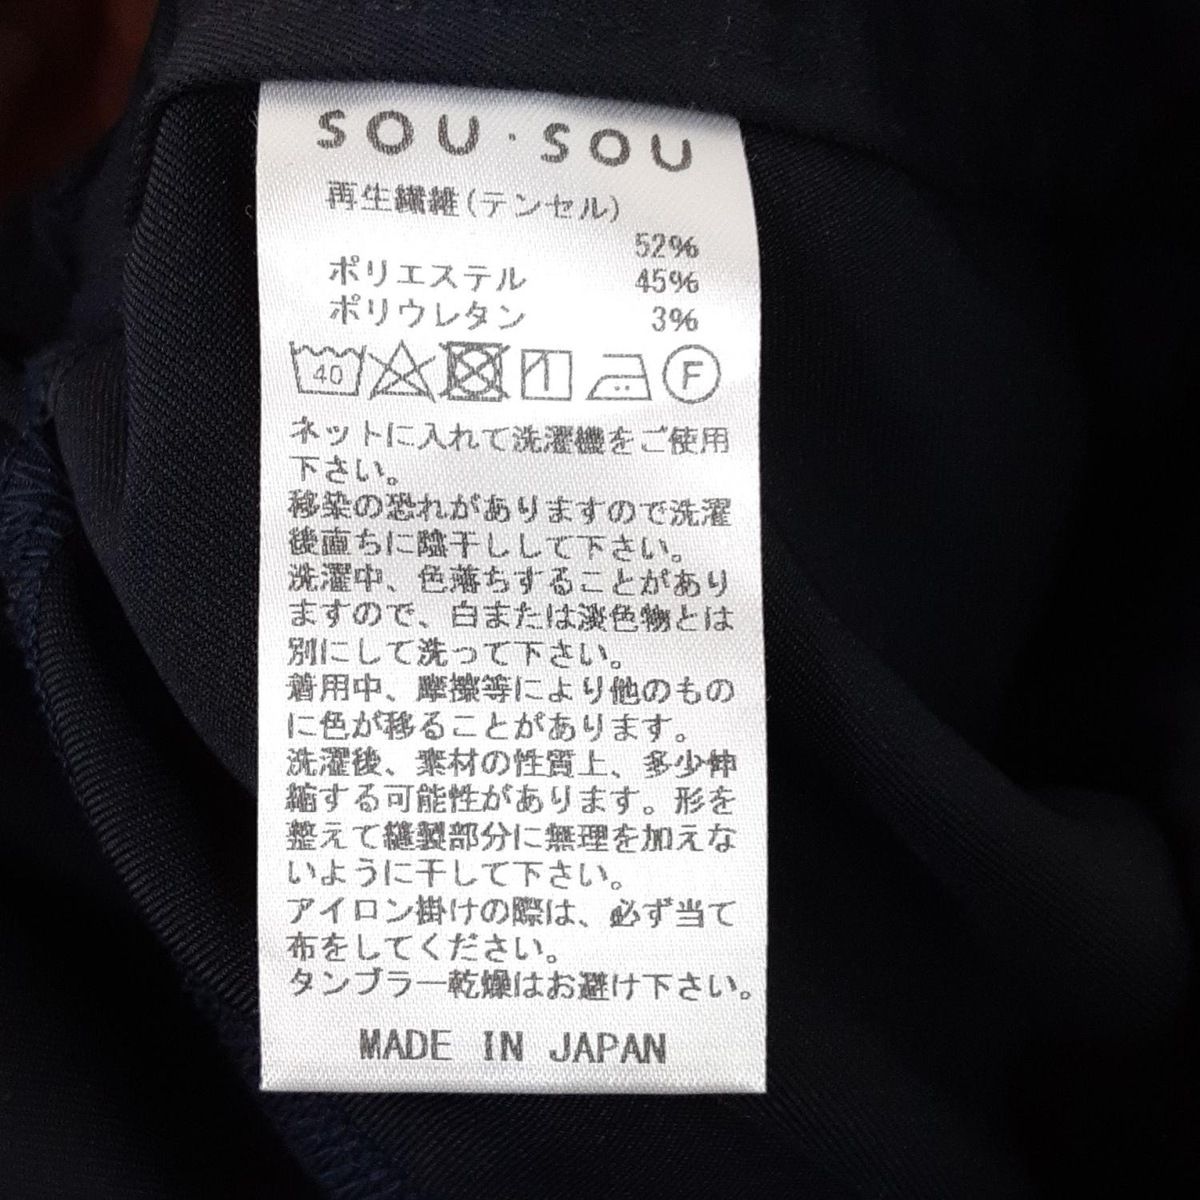 SOU・SOU
再生繊維(テンセル)
52%
ポリエステル 45%
ポリウレタン 3%
40 F
ネットに入れて洗濯機をご使用
下さい。
移染の恐れがありますので洗濯
後直ちに陰干しして下さい。
洗濯中、色落ちすることがあり
ますので、白または淡色物とは
別にして洗って下さい。
着用中、摩擦等により他のもの
に色が移ることがあります。
洗濯後、素材の性質上、多少伸
縮する可能性があります。形を
整えて縫製部分に無理を加えな
いように干して下さい。
アイロン掛けの際は、必ず当て
布をしてください。
タンブラー乾燥はお避け下さい。
MADE IN JAPAN